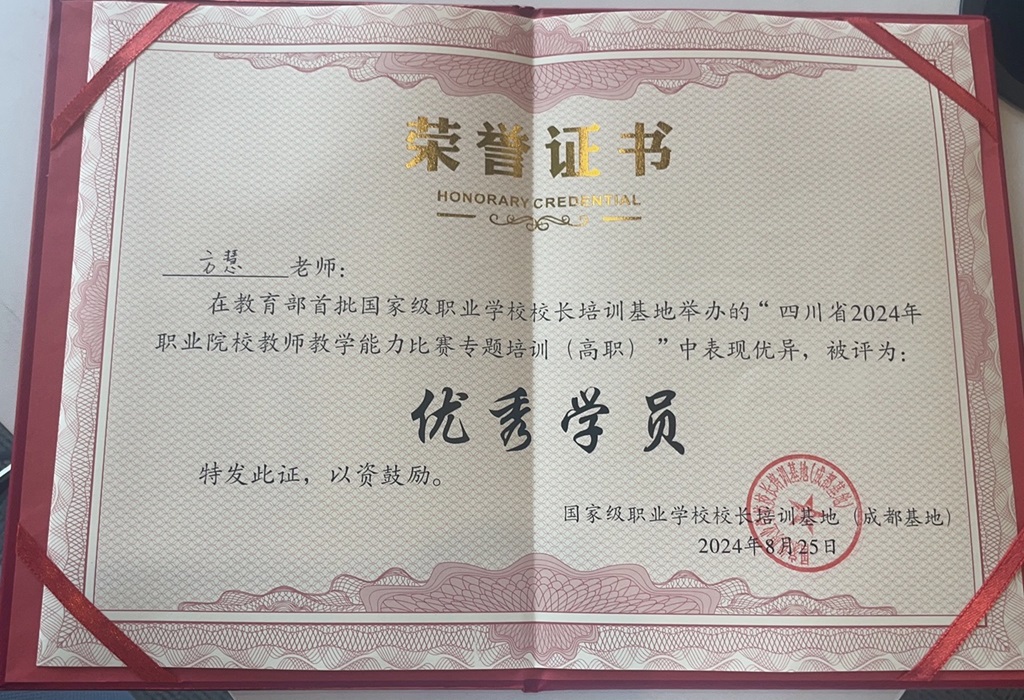 荣誉证书
HONORARY CREDENTIAL
方慧 老师：
在教育部首批国家级职业学校校长培训基地举办的“四川省2024年
职业院校教师教学能力比赛专题培训（高职）”中表现优异，被评为：
优秀学员
特发此证，以资鼓励。
国家级职业学校校长培训基地（成都基地）
2024年8月25日